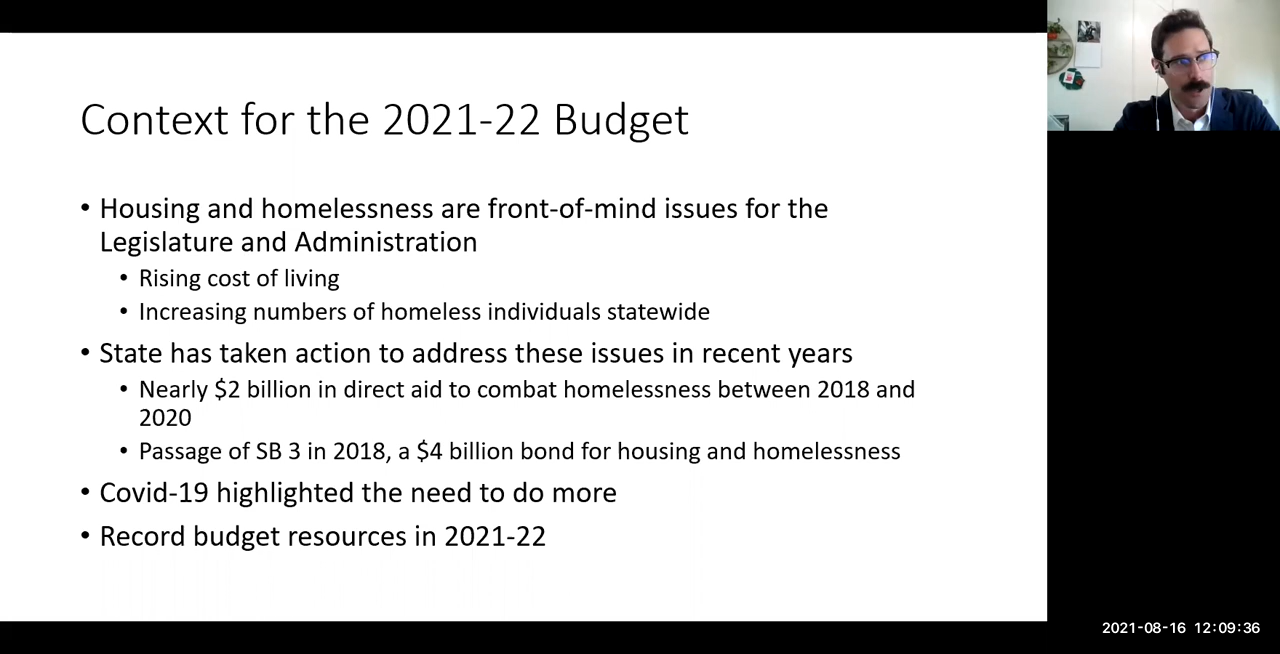 Context for the 2021-22 Budget
• Housing and homelessness are front-of-mind issues for the
Legislature and Administration
• Rising cost of living
• Increasing numbers of homeless individuals statewide
• State has taken action to address these issues in recent years
• Nearly $2 billion in direct aid to combat homelessness between 2018 and
2020
• Passage of SB 3 in 2018, a $4 billion bond for housing and homelessness
• Covid-19 highlighted the need to do more
• Record budget resources in 2021-22
2021-08-16 12:09:36